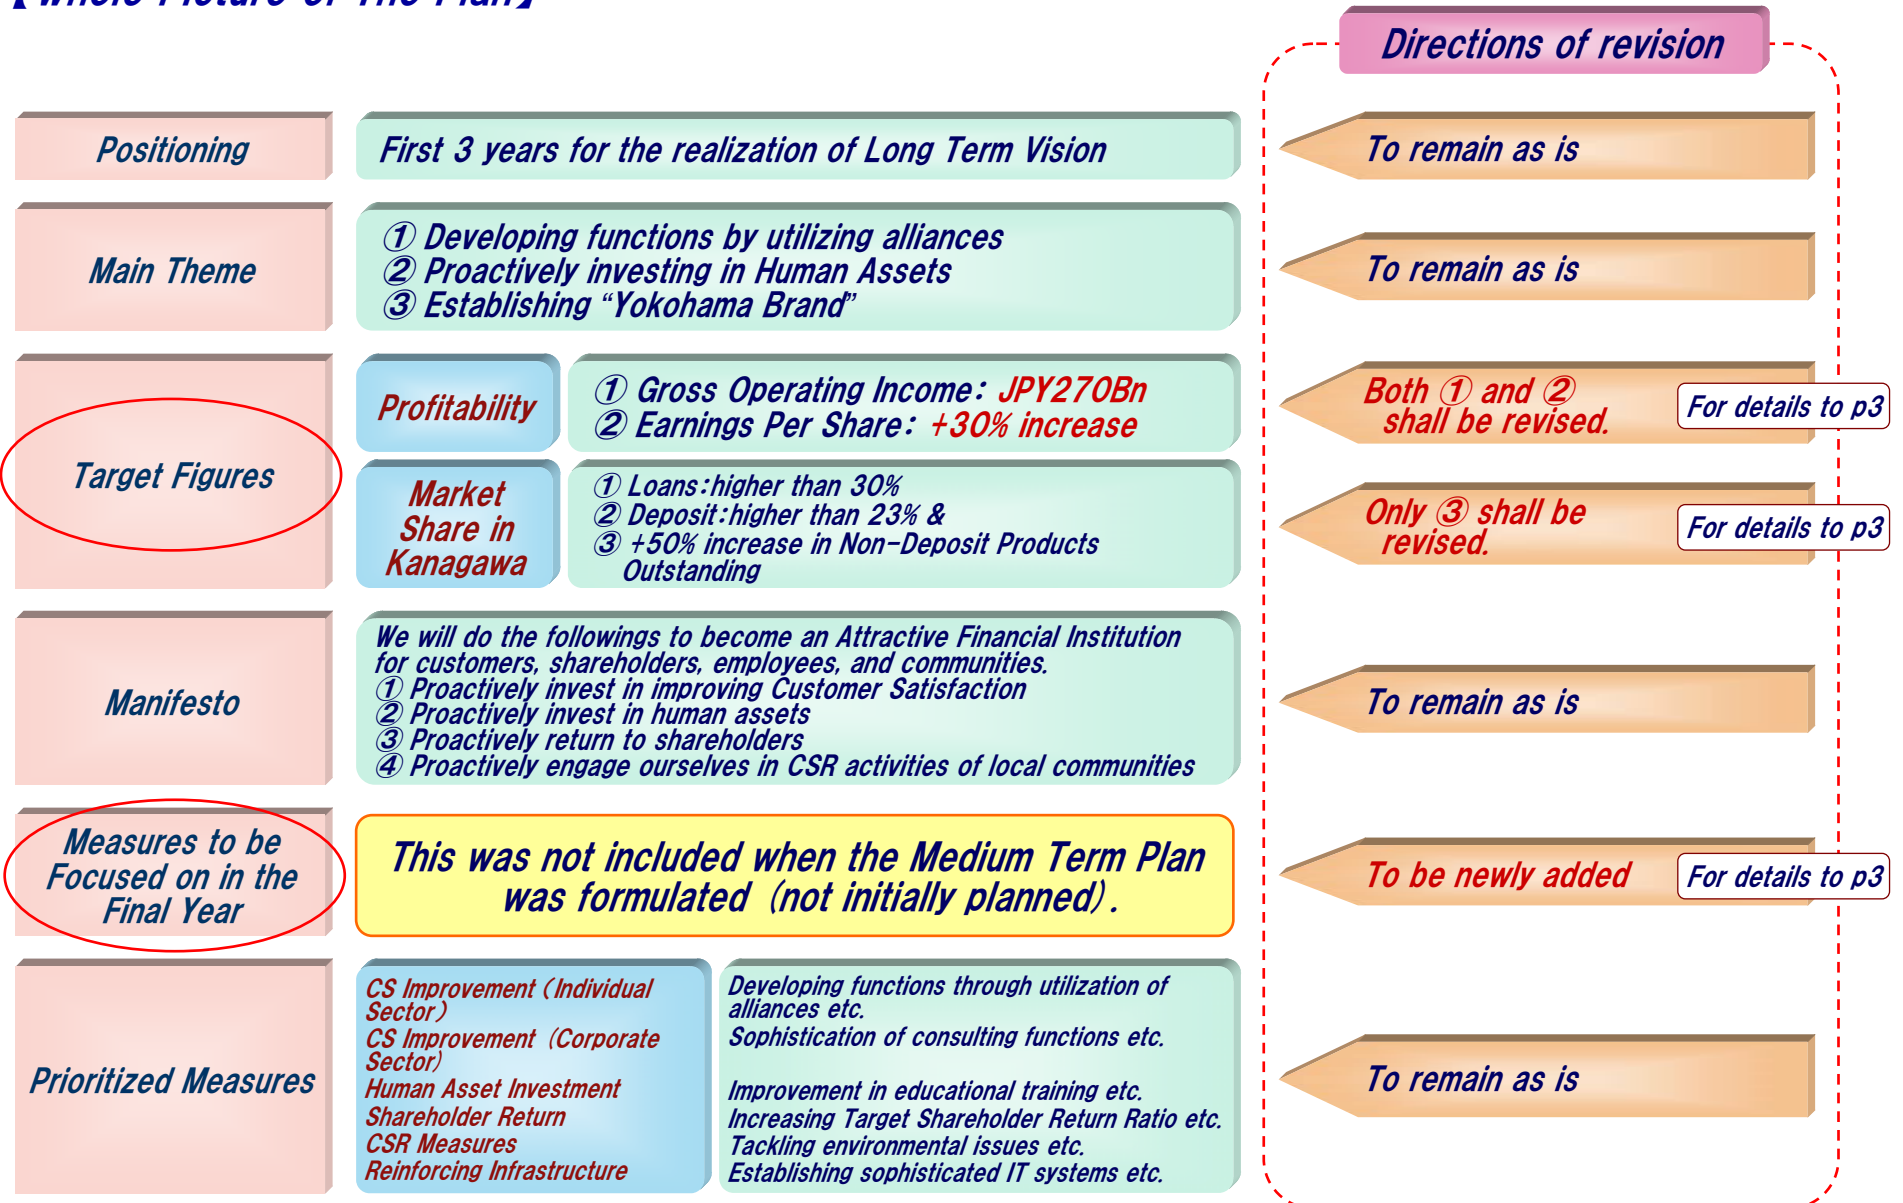 【Whole Picture of The Plan】
Directions of revision
Positioning
First 3 years for the realization of Long Term Vision
To remain as is
Main Theme
① Developing functions by utilizing alliances
② Proactively investing in Human Assets
③ Establishing “Yokohama Brand”
To remain as is
Target Figures
Profitability
① Gross Operating Income: JPY270Bn
② Earnings Per Share: +30% increase
Both ① and ②
shall be revised.
For details to p3
Market
Share in
Kanagawa
① Loans:higher than 30%
② Deposit:higher than 23% &
③ +50% increase in Non-Deposit Products
Outstanding
Only ③ shall be
revised.
For details to p3
Manifesto
We will do the followings to become an Attractive Financial Institution
for customers, shareholders, employees, and communities.
① Proactively invest in improving Customer Satisfaction
② Proactively invest in human assets
③ Proactively return to shareholders
④ Proactively engage ourselves in CSR activities of local communities
To remain as is
Measures to be
Focused on in the
Final Year
This was not included when the Medium Term Plan
was formulated (not initially planned).
To be newly added
For details to p3
Prioritized Measures
CS Improvement (Individual
Sector)
CS Improvement (Corporate
Sector)
Human Asset Investment
Shareholder Return
CSR Measures
Reinforcing Infrastructure
Developing functions through utilization of
alliances etc.
Sophistication of consulting functions etc.
Improvement in educational training etc.
Increasing Target Shareholder Return Ratio etc.
Tackling environmental issues etc.
Establishing sophisticated IT systems etc.
To remain as is